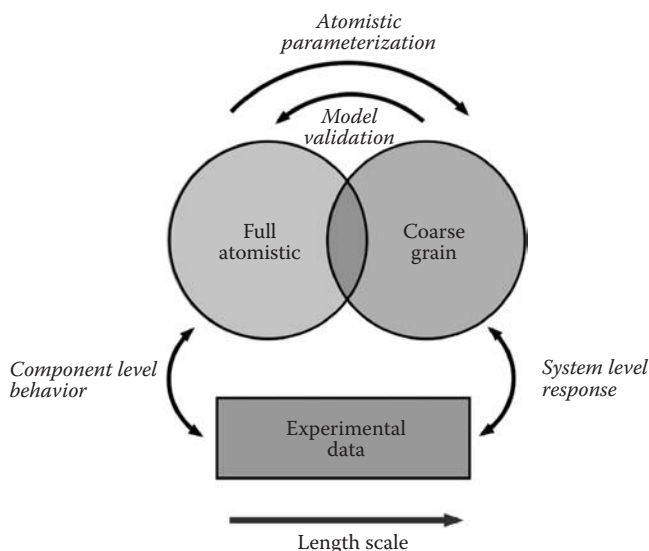 Atomistic
parameterization
Model
validation
Full
atomistic
Coarse
grain
Component level
behavior
System level
response
Experimental
data
Length scale